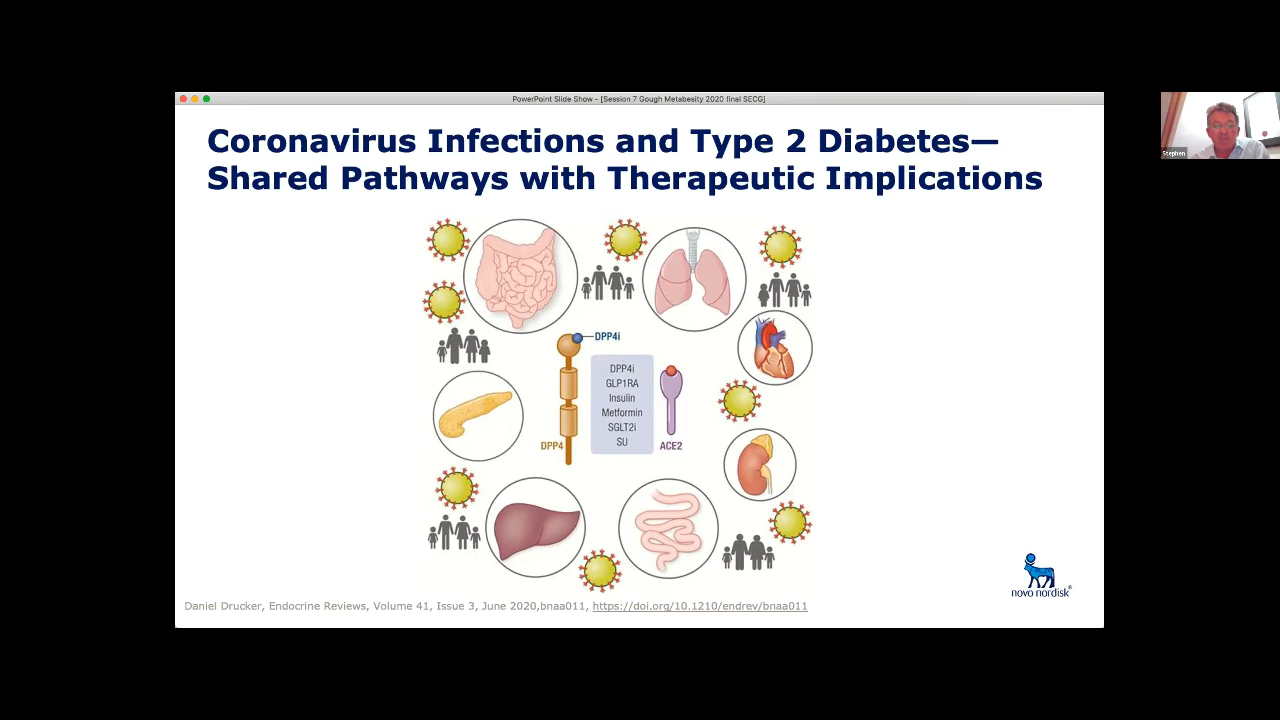 PowerPoint Slide Show - [Session 7 Gough Metabesity 2020 final SECG]
Coronavirus Infections and Type 2 Diabetes—
Shared Pathways with Therapeutic Implications
Stephen
DPP4i
DPP4i
GLP1RA
Insulin
Metformin
SGLT2i
SU
DPP4
ACE2
novo nordisk®
Daniel Drucker, Endocrine Reviews, Volume 41, Issue 3, June 2020,bnaa011, https://doi.org/10.1210/endrev/bnaa011